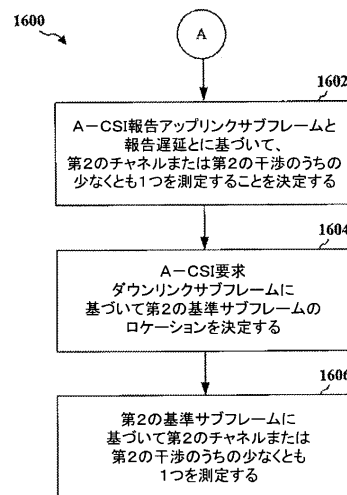 1600
A
1602
A－CSI報告アップリンクサブフレームと
報告遅延とに基づいて、
第2のチャネルまたは第2の干渉のうちの
少なくとも1つを測定することを決定する
1604
A－CSI要求
ダウンリンクサブフレームに
基づいて第2の基準サブフレームの
ロケーションを決定する
1606
第2の基準サブフレームに
基づいて第2のチャネルまたは
第2の干渉のうちの少なくとも
1つを測定する